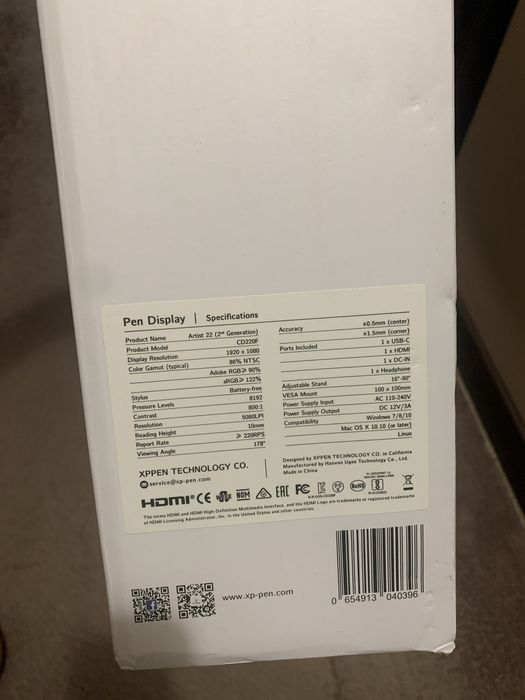 Pen Display | Specifications
Product Name Artist 22 (2nd Generation)
Product Model CD220F
Display Resolution 1920 x 1080
Color Gamut (typical) 86% NTSC
Adobe RGB≥ 90%
sRGB≥ 122%
Stylus Battery-free
Pressure Levels 8192
Contrast 800:1
Resolution 5080LPI
Reading Height 10mm
Report Rate ≥ 220RPS
Viewing Angle 178°
Accuracy ±0.5mm (center)
±1.5mm (corner)
Ports Included 1 x USB-C
1 x HDMI
1 x DC-IN
1 x Headphone
Adjustable Stand 16°-90°
VESA Mount 100 x 100mm
Power Supply Input AC 110-240V
Power Supply Output DC 12V/3A
Compatibility Windows 7/8/10
Mac OS X 10.10 (or later)
Linux
XPPEN TECHNOLOGY CO.
service@xp-pen.com
Designed by XPPEN TECHNOLOGY CO. in California
Manufactured by Hanvon Ugee Technology Co., Ltd.
Made in China
HDMI CE NOM EAC FC PS E RoHS
The terms HDMI and HDMI High-Definition Multimedia Interface, and the HDMI Logo are trademarks or registered trademarks
of HDMI Licensing Administrator, Inc. in the United States and other countries.
www.xp-pen.com
0 654913 040396